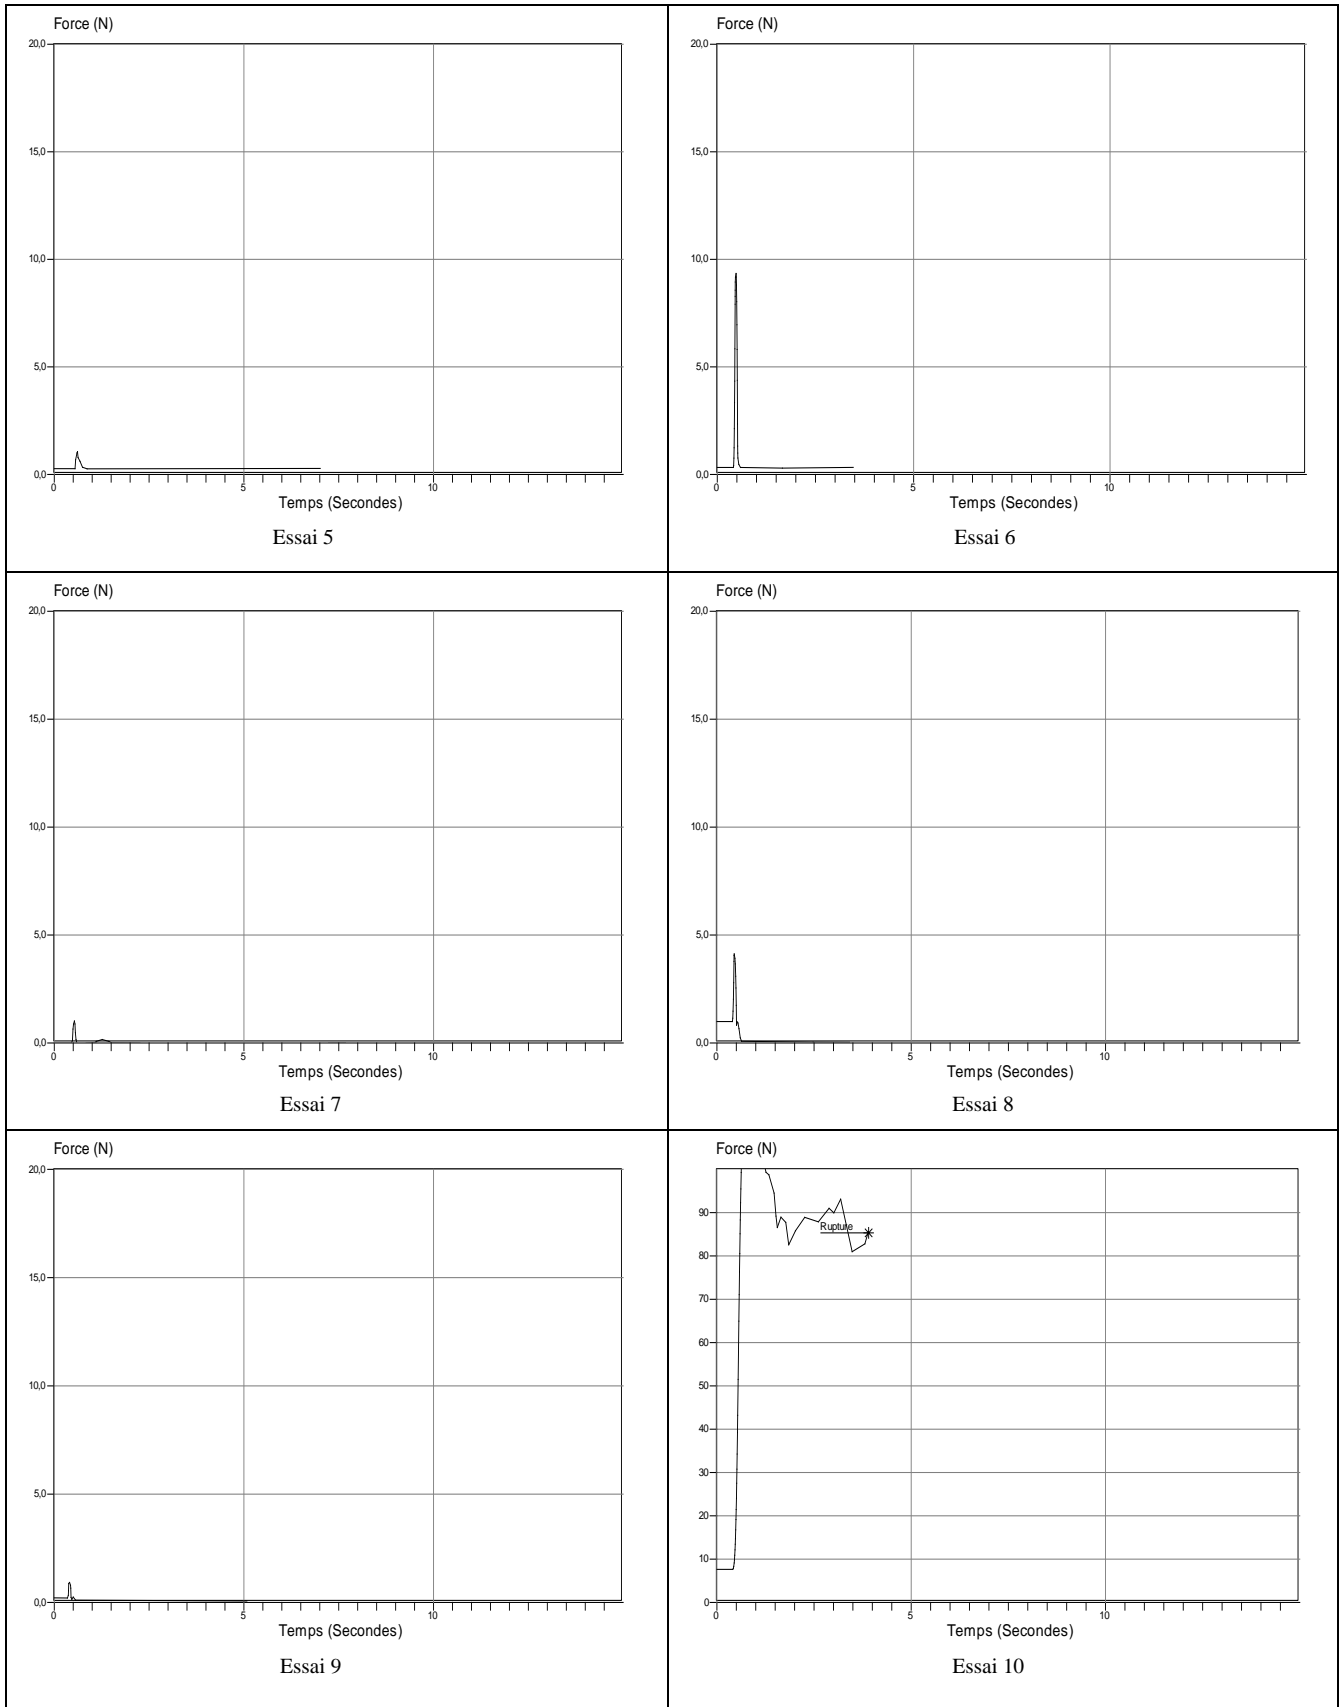 Force (N)
20,0
15,0
10,0
5,0
0,0
0 5 10
Temps (Secondes)
Essai 5
Force (N)
20,0
15,0
10,0
5,0
0,0
0 5 10
Temps (Secondes)
Essai 6
Force (N)
20,0
15,0
10,0
5,0
0,0
0 5 10
Temps (Secondes)
Essai 7
Force (N)
20,0
15,0
10,0
5,0
0,0
0 5 10
Temps (Secondes)
Essai 8
Force (N)
20,0
15,0
10,0
5,0
0,0
0 5 10
Temps (Secondes)
Essai 9
Force (N)
90
Rupture
80
70
60
50
40
30
20
10
0
0 5 10
Temps (Secondes)
Essai 10